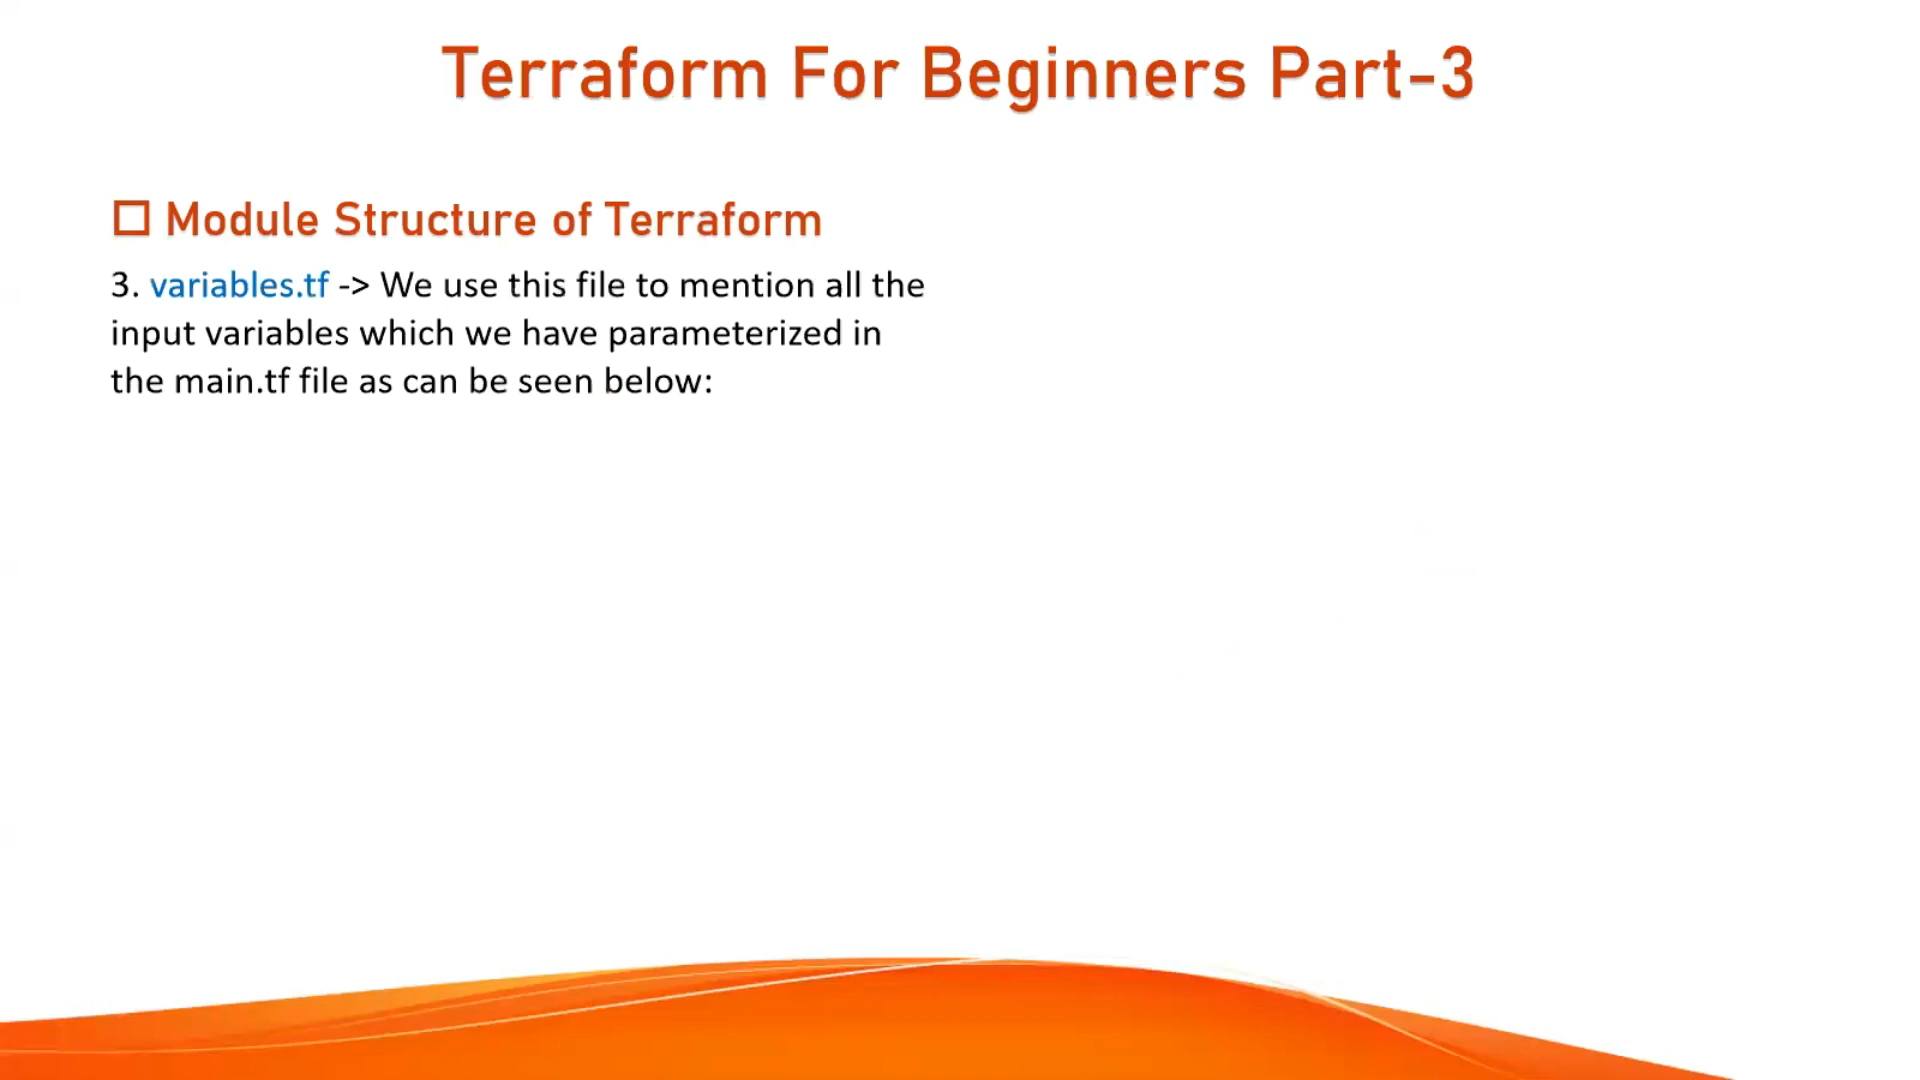 Terraform For Beginners Part-3
Module Structure of Terraform
3. variables.tf -> We use this file to mention all the
input variables which we have parameterized in
the main.tf file as can be seen below: